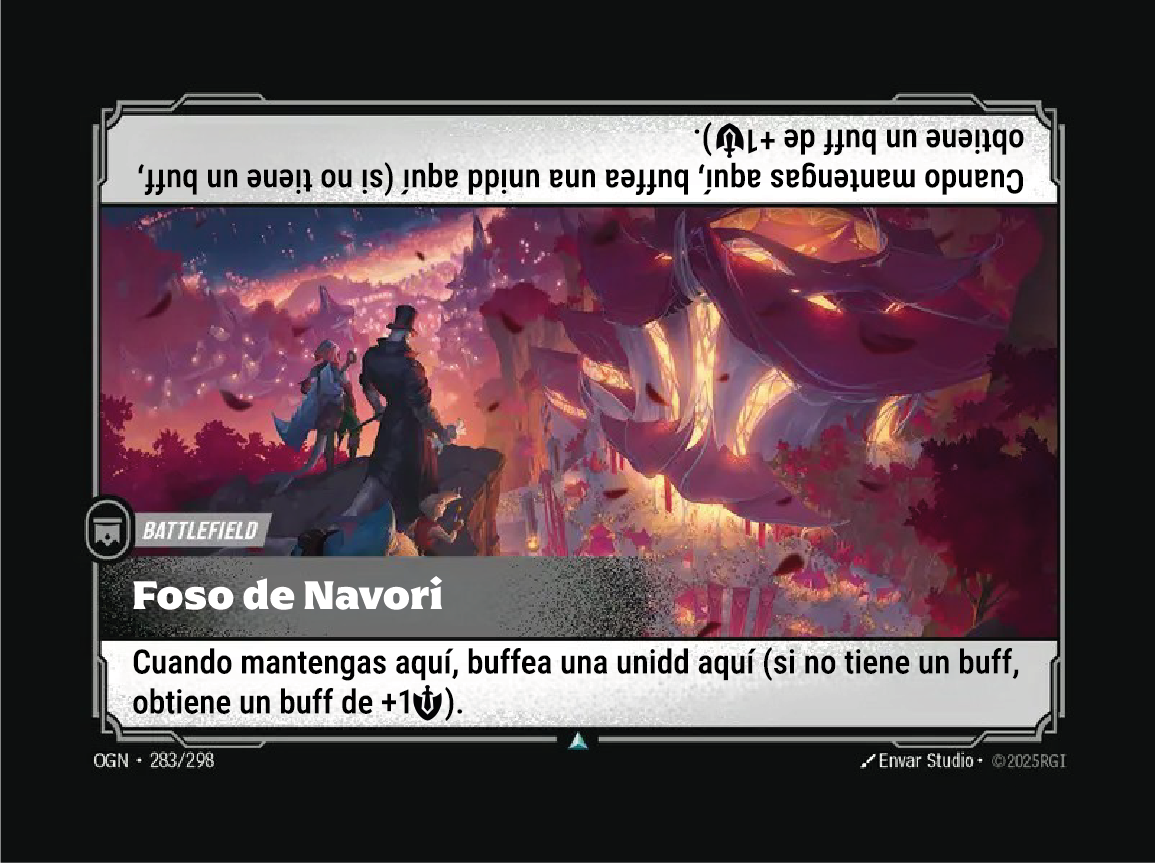 Cuando mantengas aquí, buffea una unidd aquí (si no tiene un buff,
obtiene un buff de +1).
BATTLEFIELD
Foso de Navori
Cuando mantengas aquí, buffea una unidd aquí (si no tiene un buff,
obtiene un buff de +1).
OGN • 283/298
Envar Studio • ©2025RGI